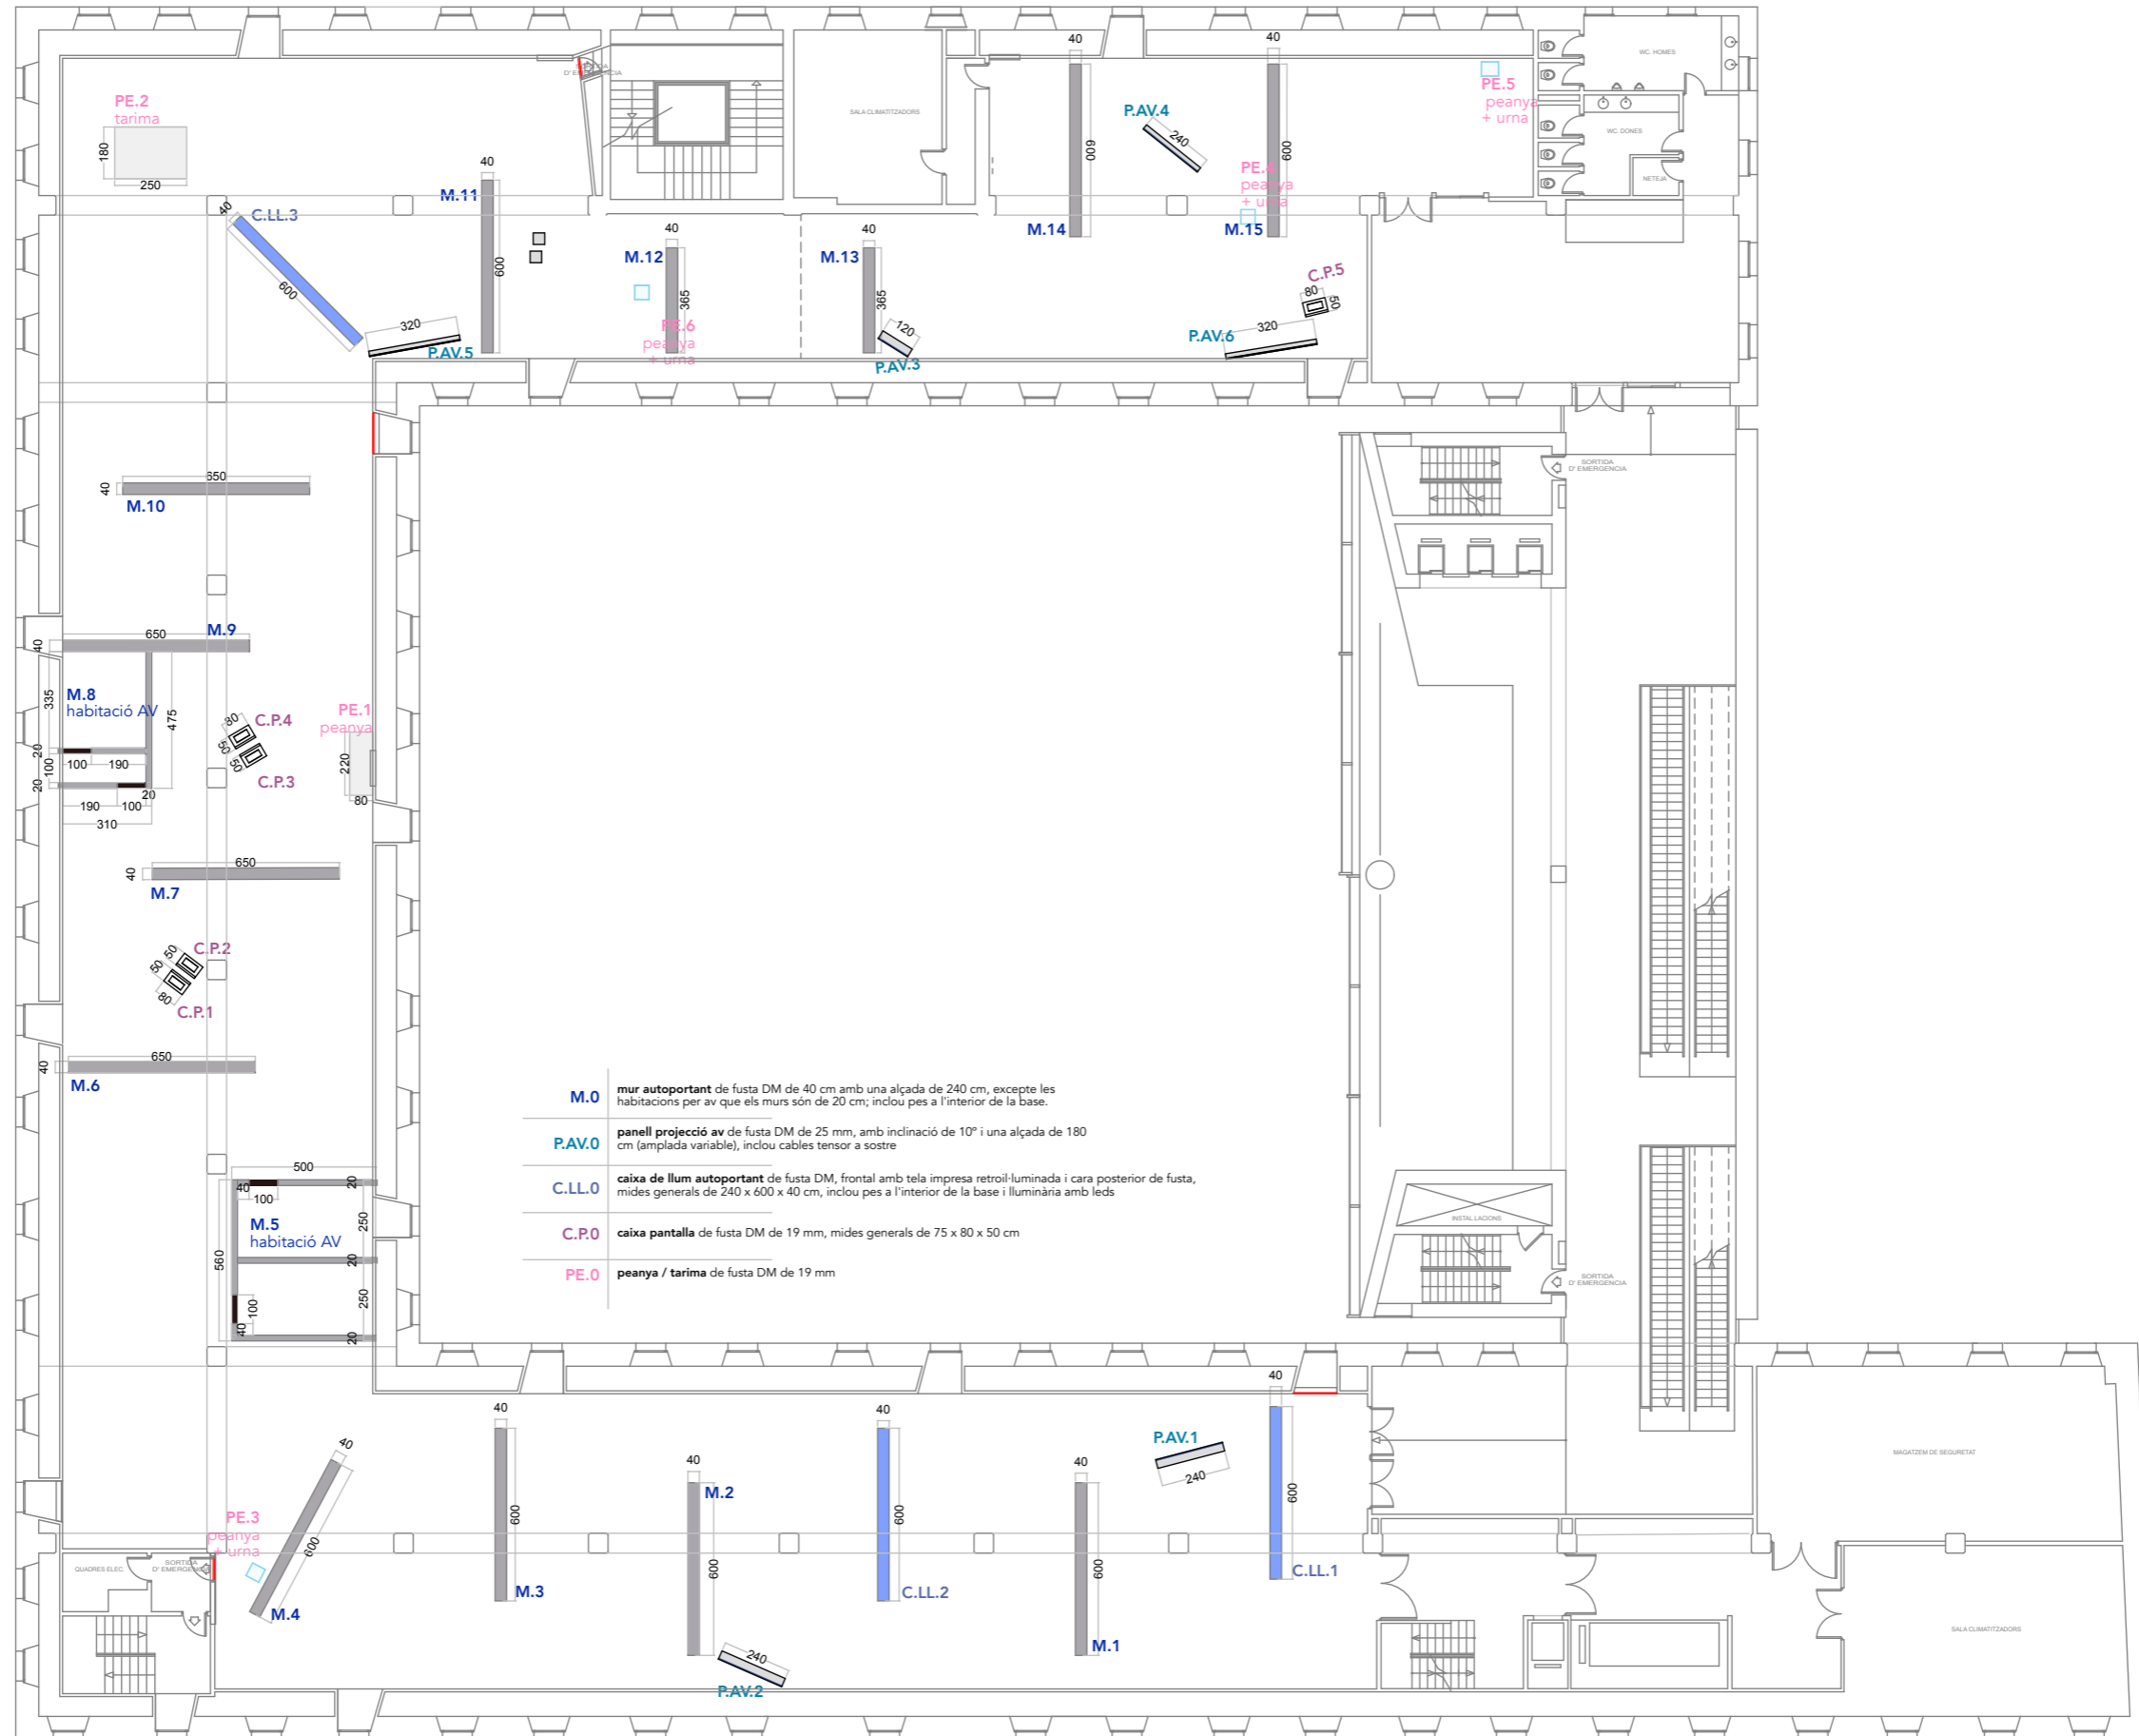 40
40
SORTIDA
D' EMERGÈNCIA
SALA CLIMATITZADORS
WC. HOMES
PE.2
tarima
180
250
P.AV.4
240
600
600
PE.5
peanya
+ urna
WC. DONES
NETEJA
40
M.11
600
PE.4
peanya
+ urna
40
C.LL.3
600
40
M.12
365
40
M.13
365
M.14
M.15
C.P.5
80
50
320
P.AV.5
PE.6
peanya
+ urna
120
P.AV.3
P.AV.6
320
SORTIDA
D' EMERGENCIA
650
40
M.10
650
M.9
40
335
M.8
habitació AV
475
20
100
190
100
20
20
190
100
310
80
C.P.4
50
50
C.P.3
PE.1
peanya
220
80
650
40
M.7
50
C.P.2
50
80
C.P.1
650
40
M.6
M.0
mur autoportant de fusta DM de 40 cm amb una alçada de 240 cm, excepte les
habitacions per av que els murs són de 20 cm; inclou pes a l'interior de la base.
P.AV.0
panell projecció av de fusta DM de 25 mm, amb inclinació de 10º i una alçada de 180
cm (amplada variable), inclou cables tensor a sostre
C.LL.0
caixa de llum autoportant de fusta DM, frontal amb tela impresa retroil·luminada i cara posterior de fusta,
mides generals de 240 x 600 x 40 cm, inclou pes a l'interior de la base i lluminària amb leds
C.P.0
caixa pantalla de fusta DM de 19 mm, mides generals de 75 x 80 x 50 cm
PE.0
peanya / tarima de fusta DM de 19 mm
500
40
100
20
M.5
habitació AV
250
560
20
100
250
40
20
INSTAL.LACIONS
SORTIDA
D' EMERGENCIA
40
600
M.4
PE.3
peanya
+ urna
QUADRES ELEC.
SORTIDA
D' EMERGENCIA
40
600
M.3
40
M.2
600
240
P.AV.2
40
600
C.LL.2
40
600
M.1
P.AV.1
240
40
600
C.LL.1
MAGATZEM DE SEGURETAT
SALA CLIMATITZADORS